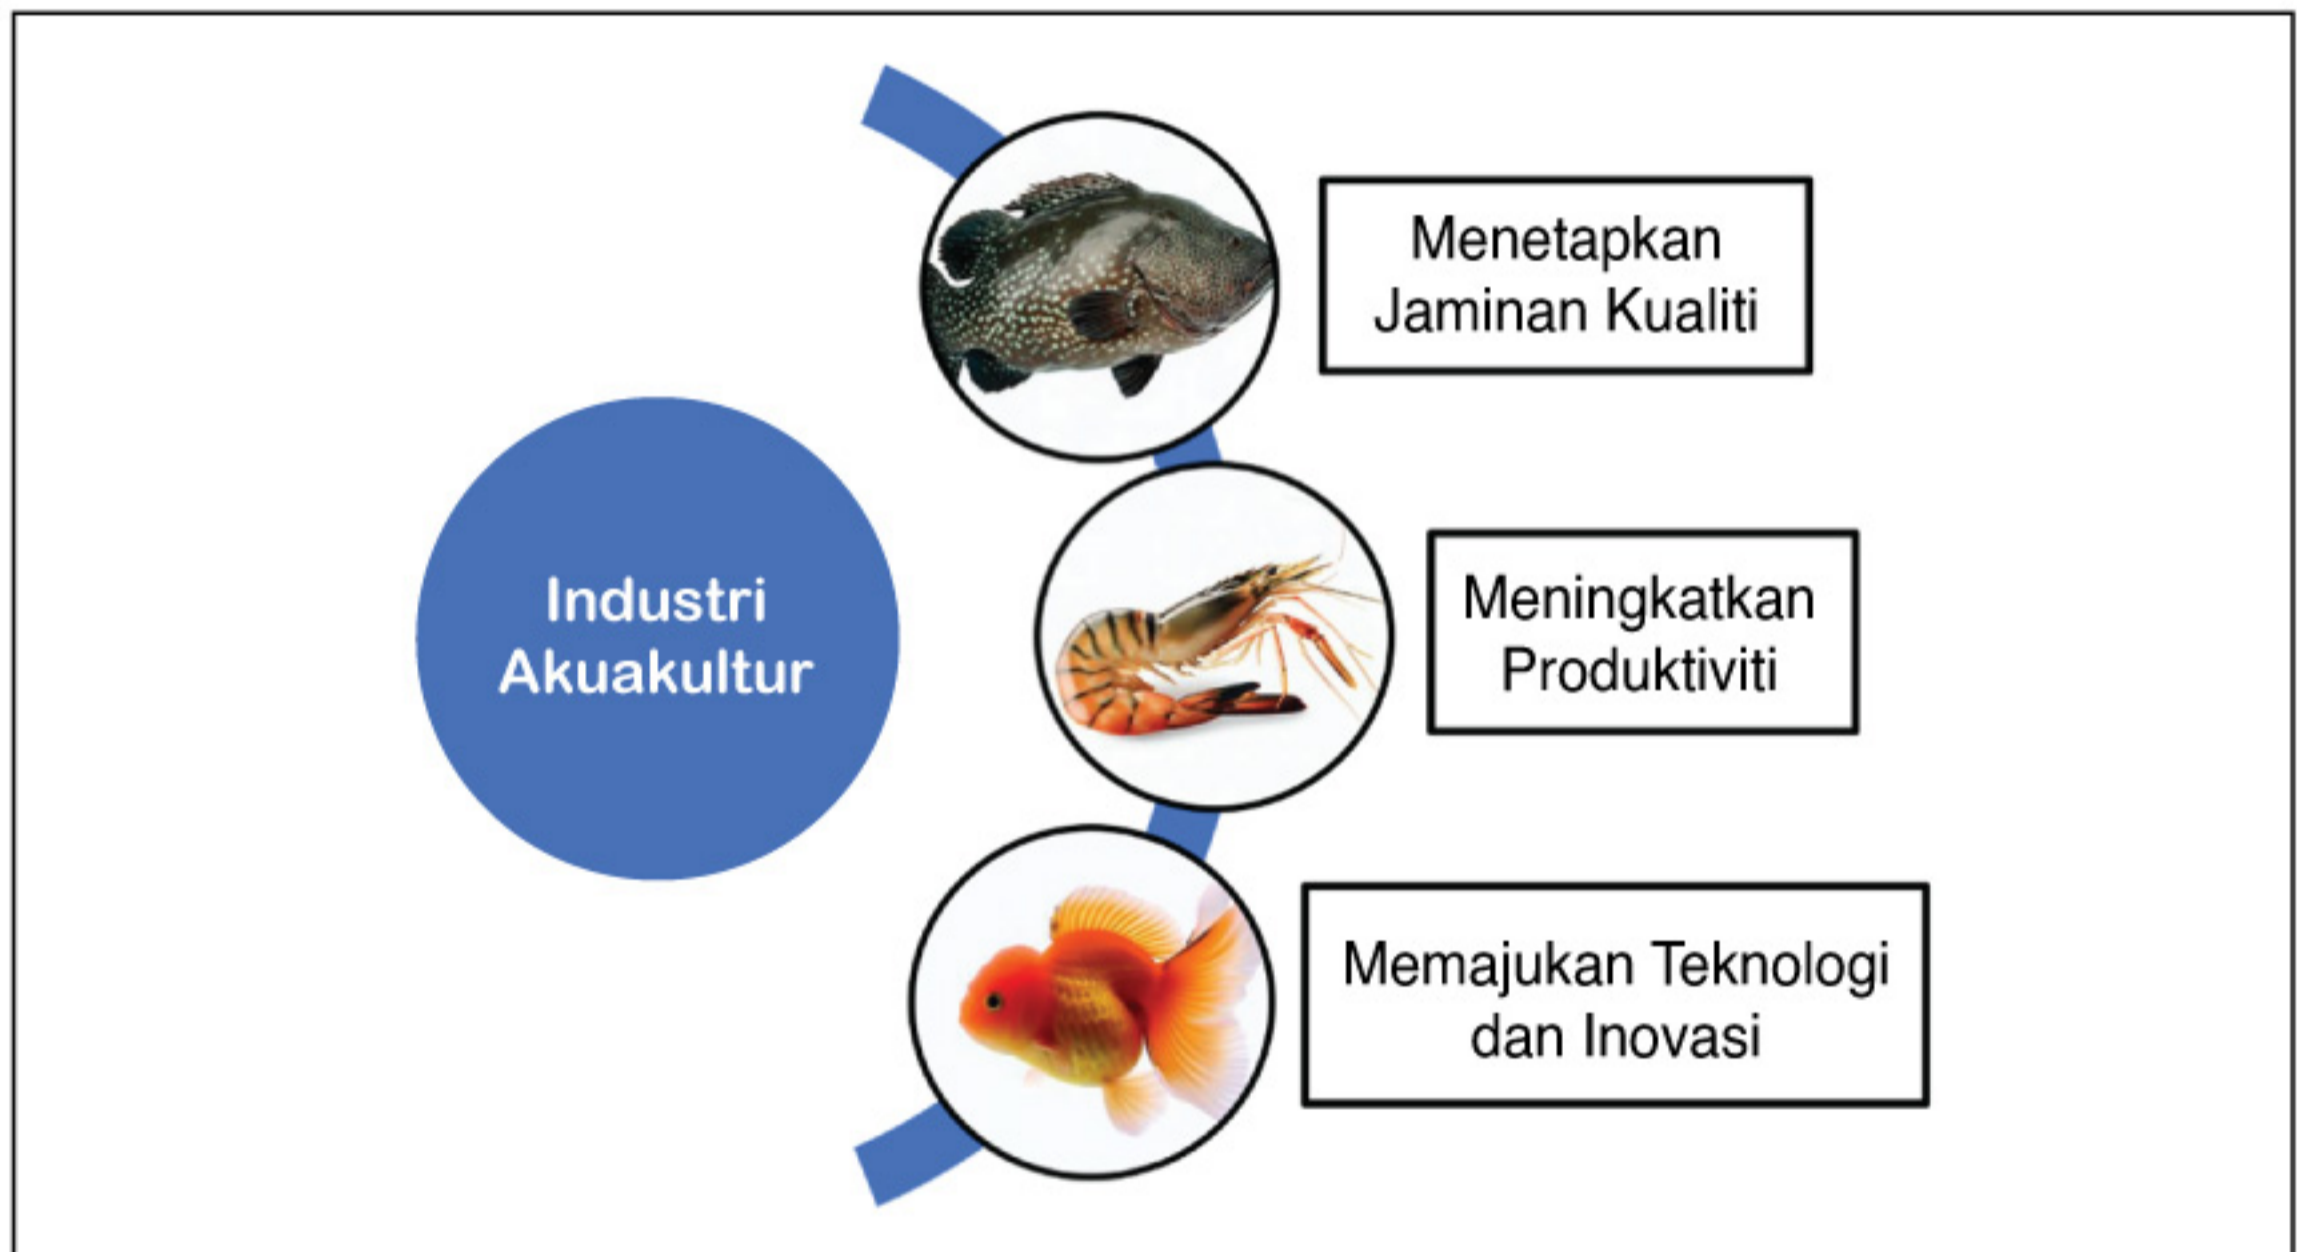 Industri
Akuakultur
Menetapkan
Jaminan Kualiti
Meningkatkan
Produktiviti
Memajukan Teknologi
dan Inovasi